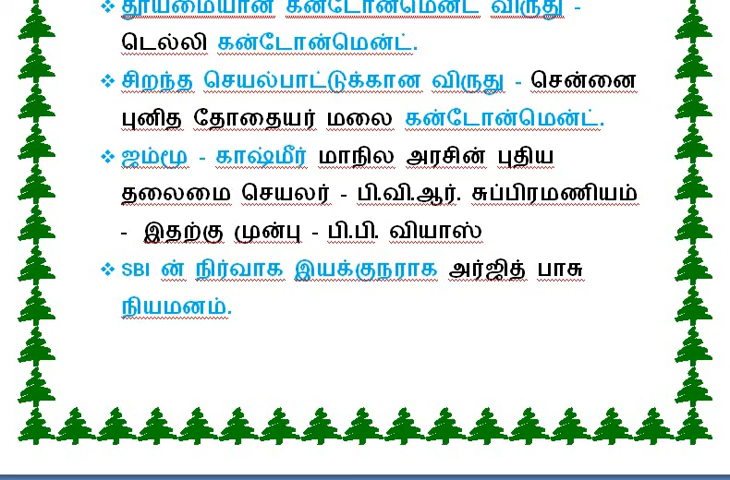 ❖ தூய்மையான கன்டோன்மென்ட் விருது -
டெல்லி கன்டோன்மென்ட்.
❖ சிறந்த செயல்பாட்டுக்கான விருது - சென்னை
புனித தோதையர் மலை கன்டோன்மென்ட்.
❖ ஜம்மூ - காஷ்மீர் மாநில அரசின் புதிய
தலைமை செயலர் - பி.வி.ஆர். சுப்பிரமணியம்
- இதற்கு முன்பு - பி.பி. வியாஸ்
❖ SBI ன் நிர்வாக இயக்குநராக அர்ஜித் பாசு
நியமனம்.